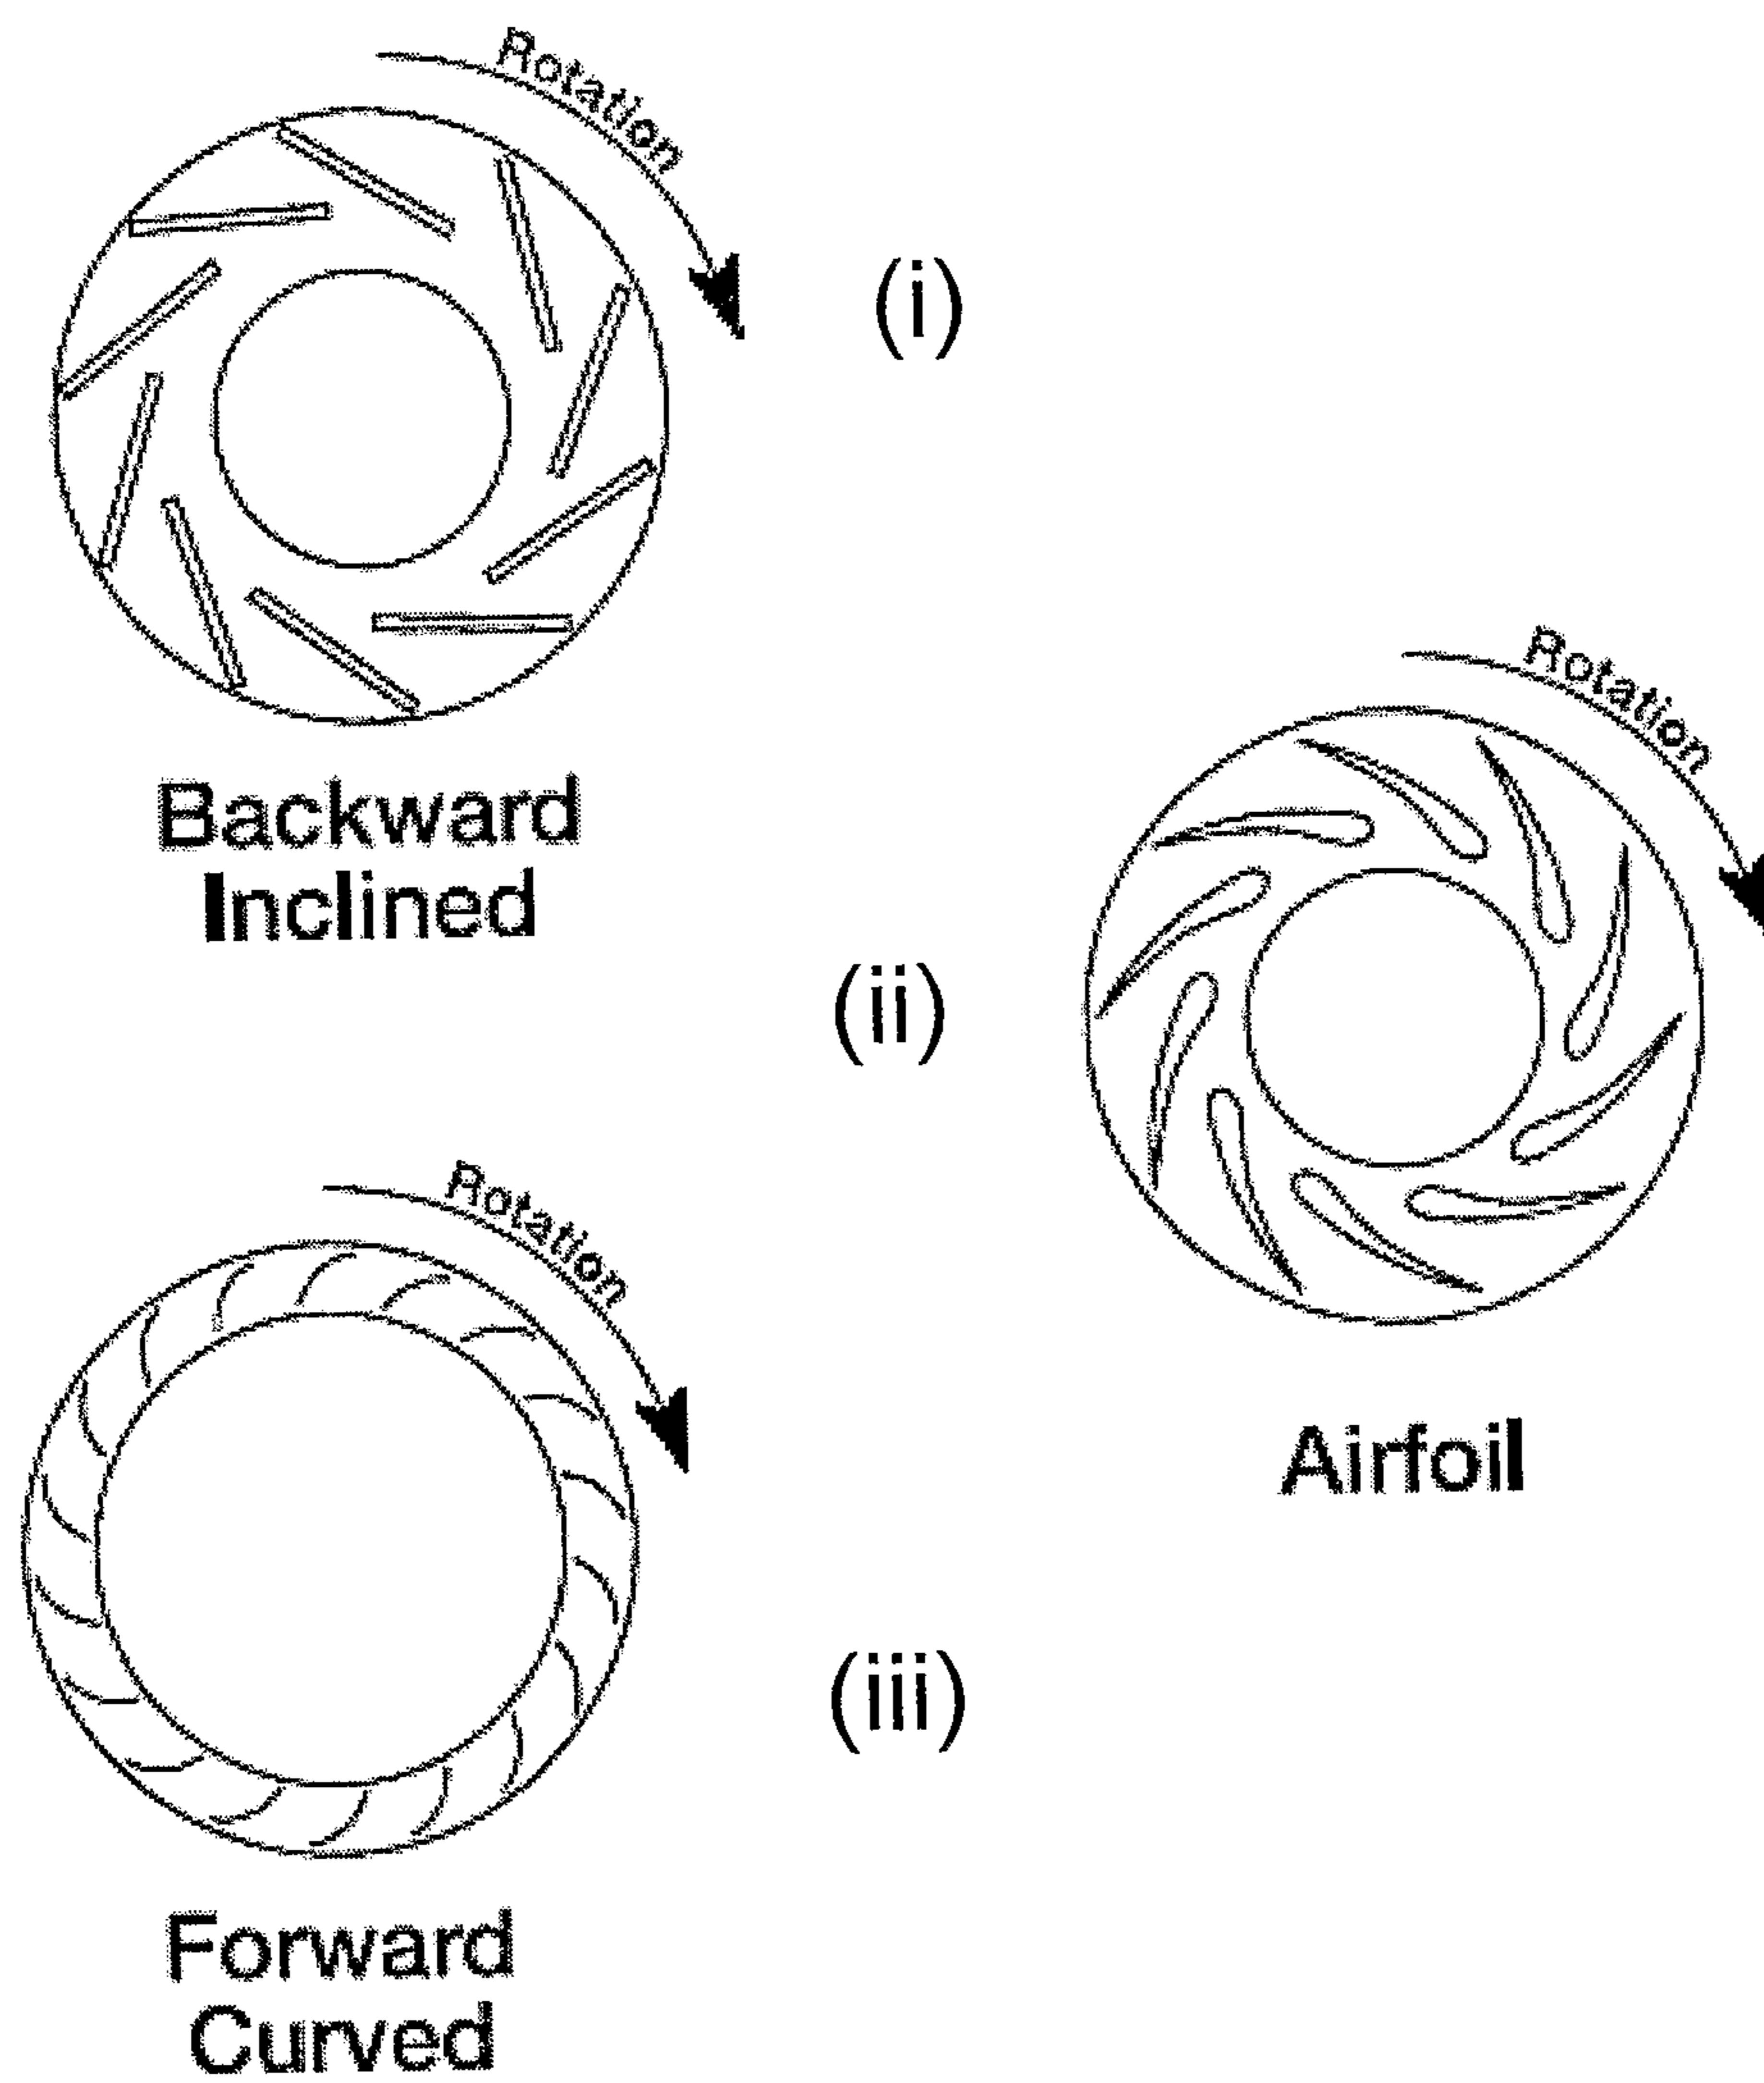 Rotation
(i)
Backward
Inclined
Rotation
(ii)
Airfoil
Rotation
(iii)
Forward
Curved